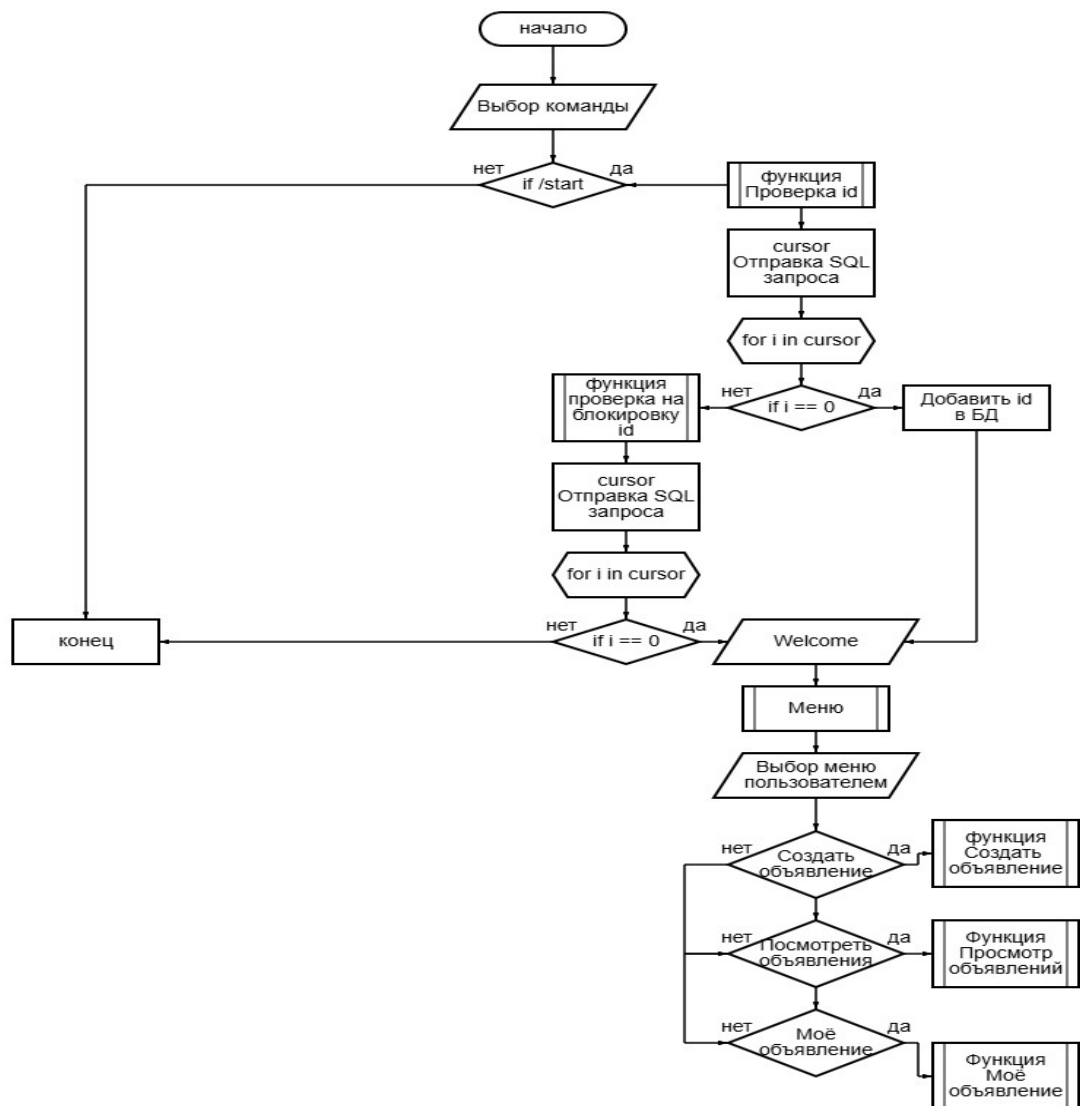 начало
Выбор команды
нет
да
if /start
функция
Проверка id
cursor
Отправка SQL
запроса
for i in cursor
нет
да
if i == 0
Добавить id
в БД
функция
проверка на
блокировку
id
cursor
Отправка SQL
запроса
for i in cursor
нет
да
if i == 0
конец
Welcome
Меню
Выбор меню
пользователем
нет
да
Создать
объявление
функция
Создать
объявление
нет
да
Посмотреть
объявления
Функция
Просмотр
объявлений
нет
да
Моё
объявление
Функция
Моё
объявление